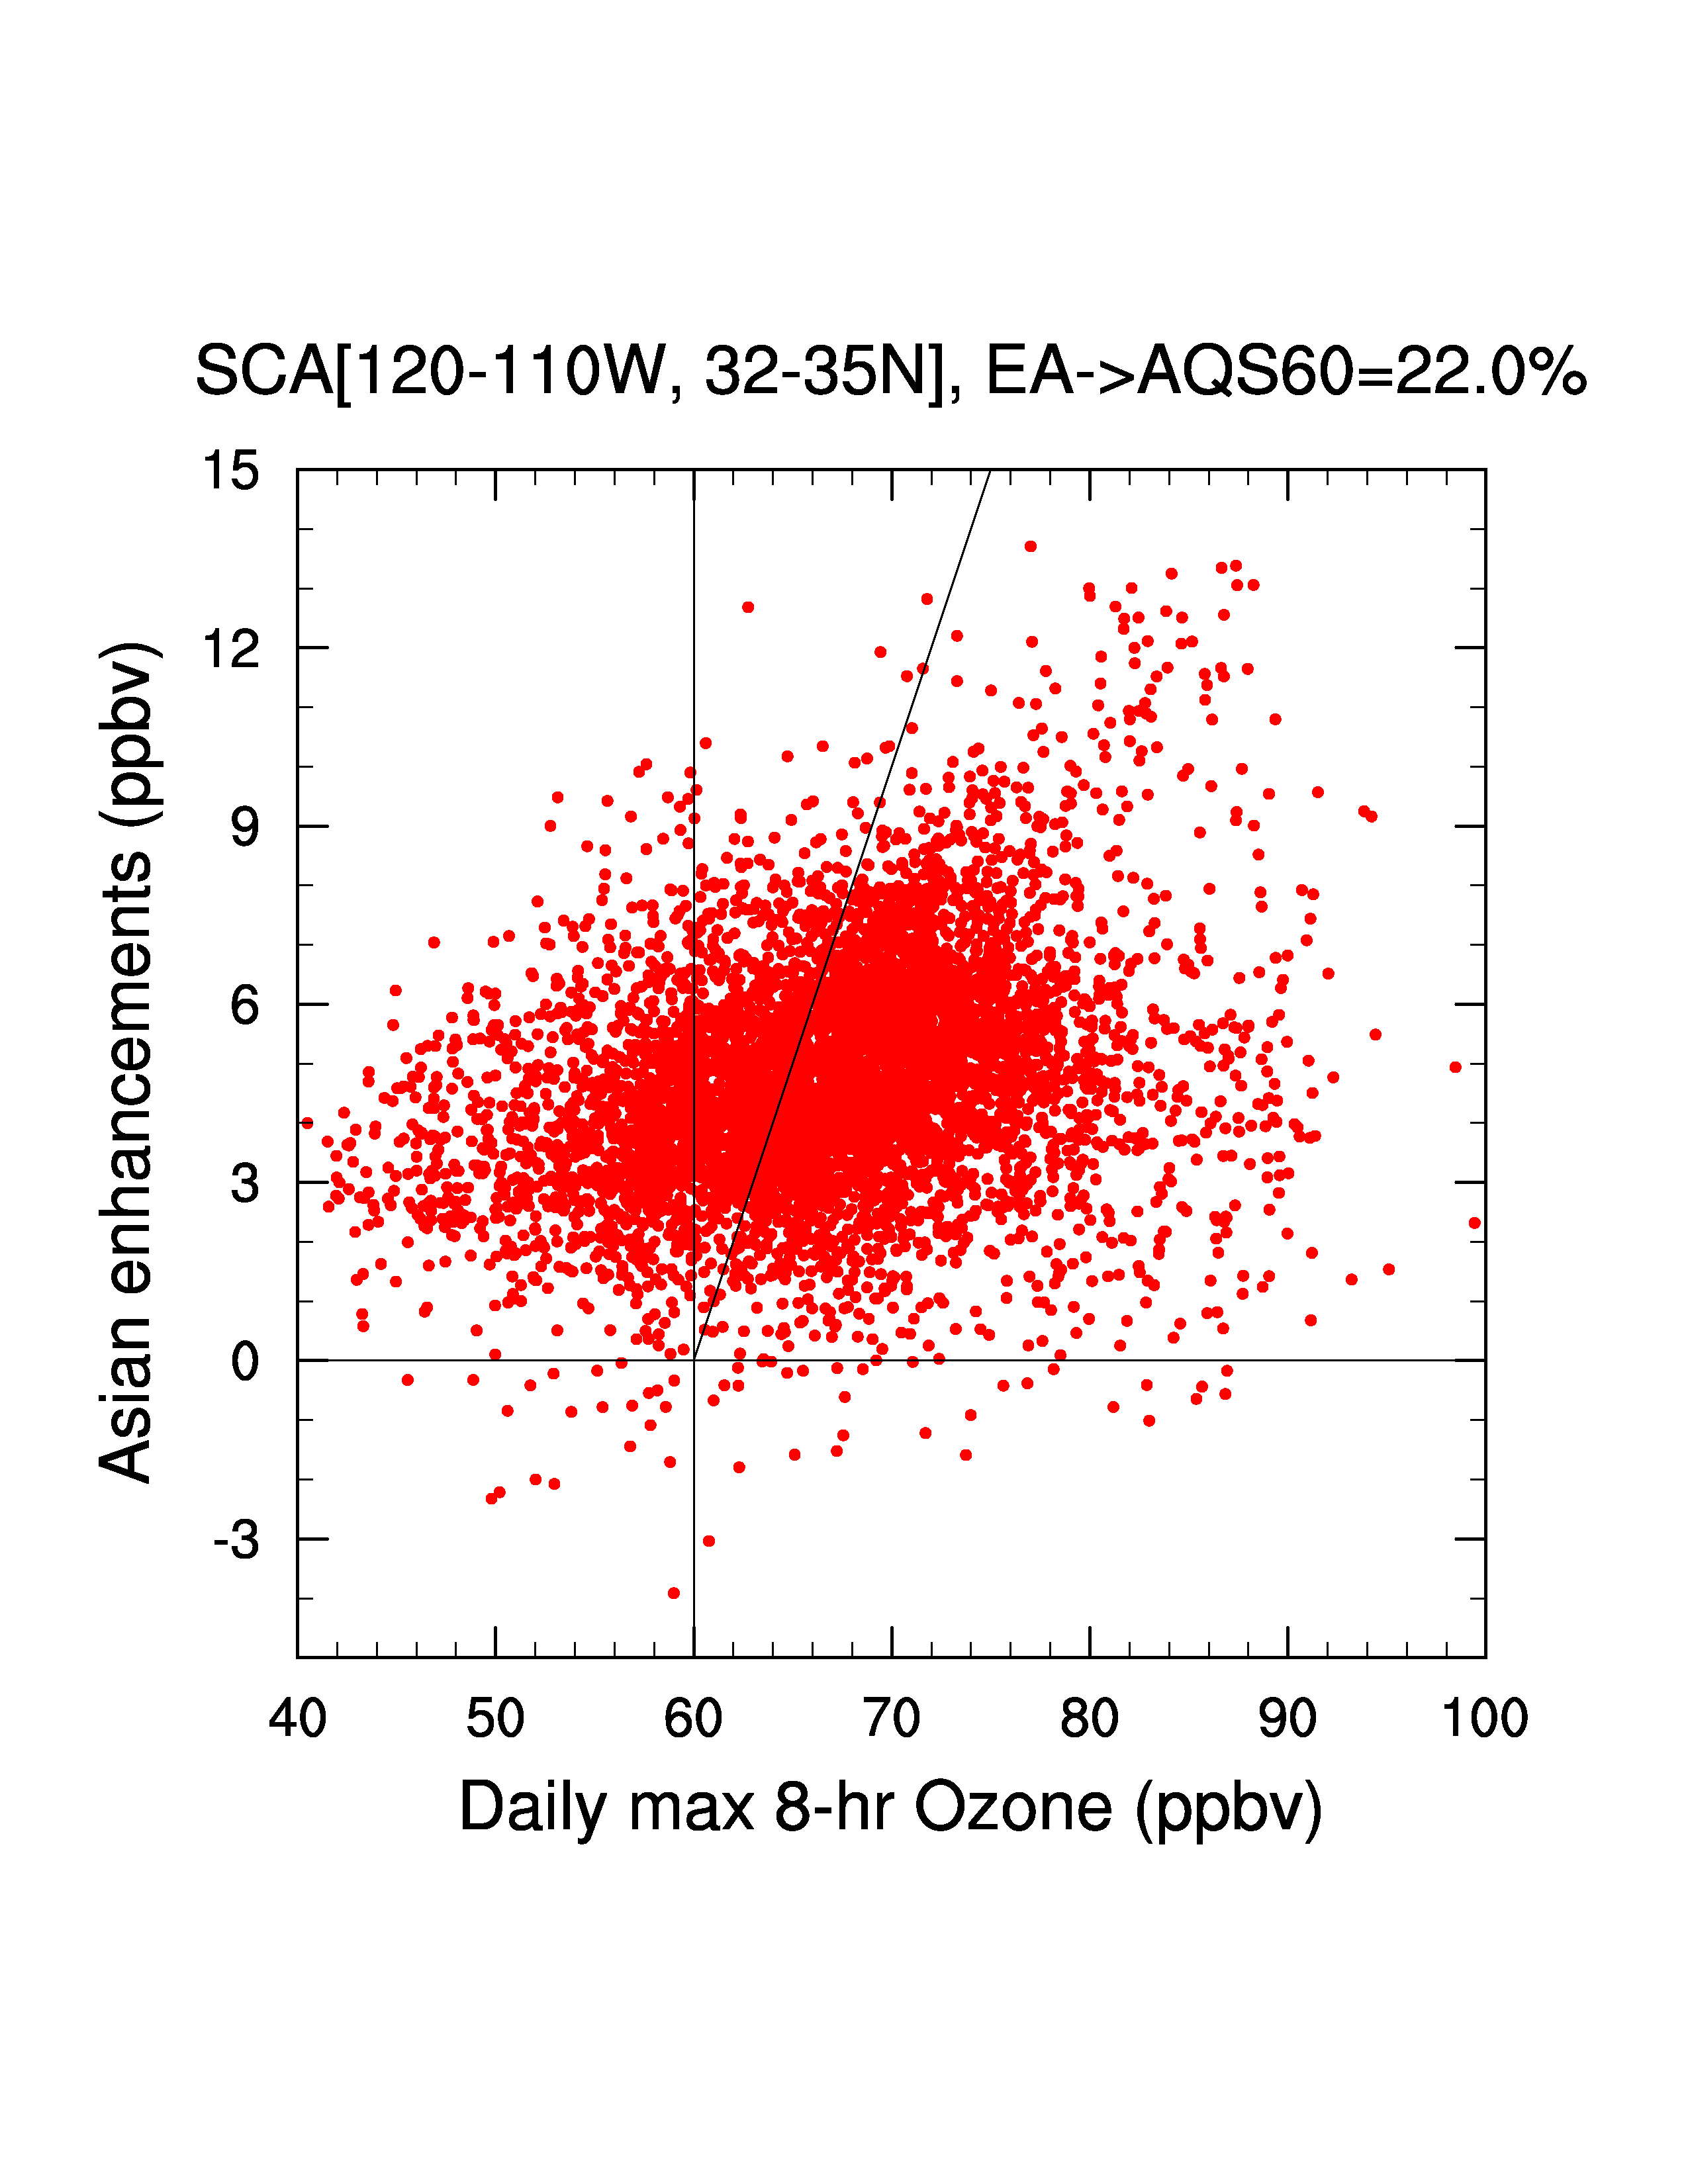 SCA[120-110W, 32-35N], EA->AQS60=22.0%
15
12
9
6
3
0
-3
Asian enhancements (ppbv)
40 50 60 70 80 90 100
Daily max 8-hr Ozone (ppbv)